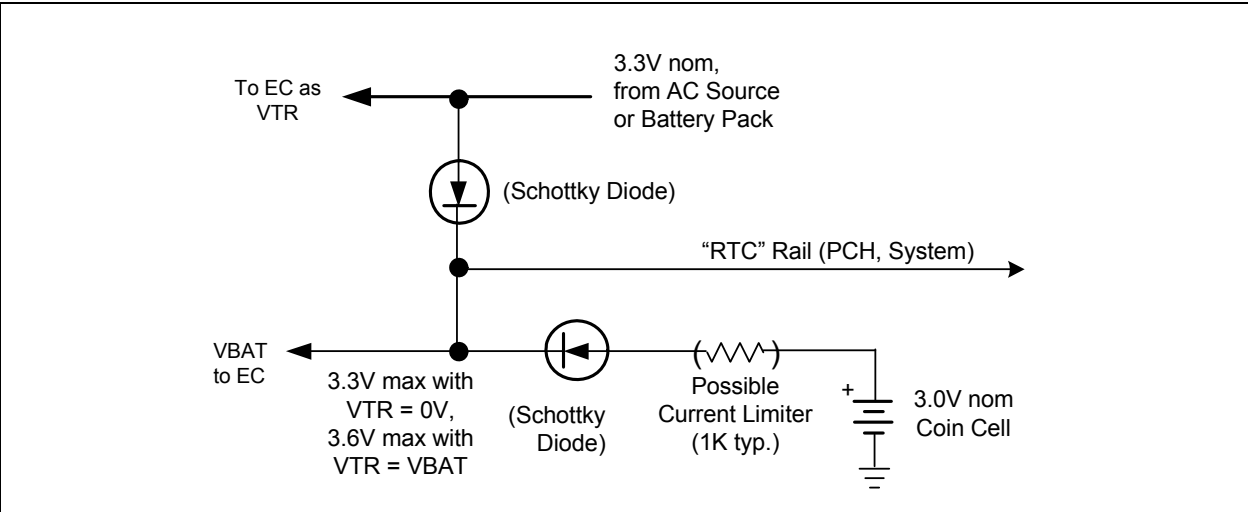 To EC as
VTR
3.3V nom,
from AC Source
or Battery Pack
(Schottky Diode)
“RTC” Rail (PCH, System)
VBAT
to EC
3.3V max with
VTR = 0V,
3.6V max with
VTR = VBAT
(Schottky
Diode)
( )
Possible
Current Limiter
(1K typ.)
+
3.0V nom
Coin Cell